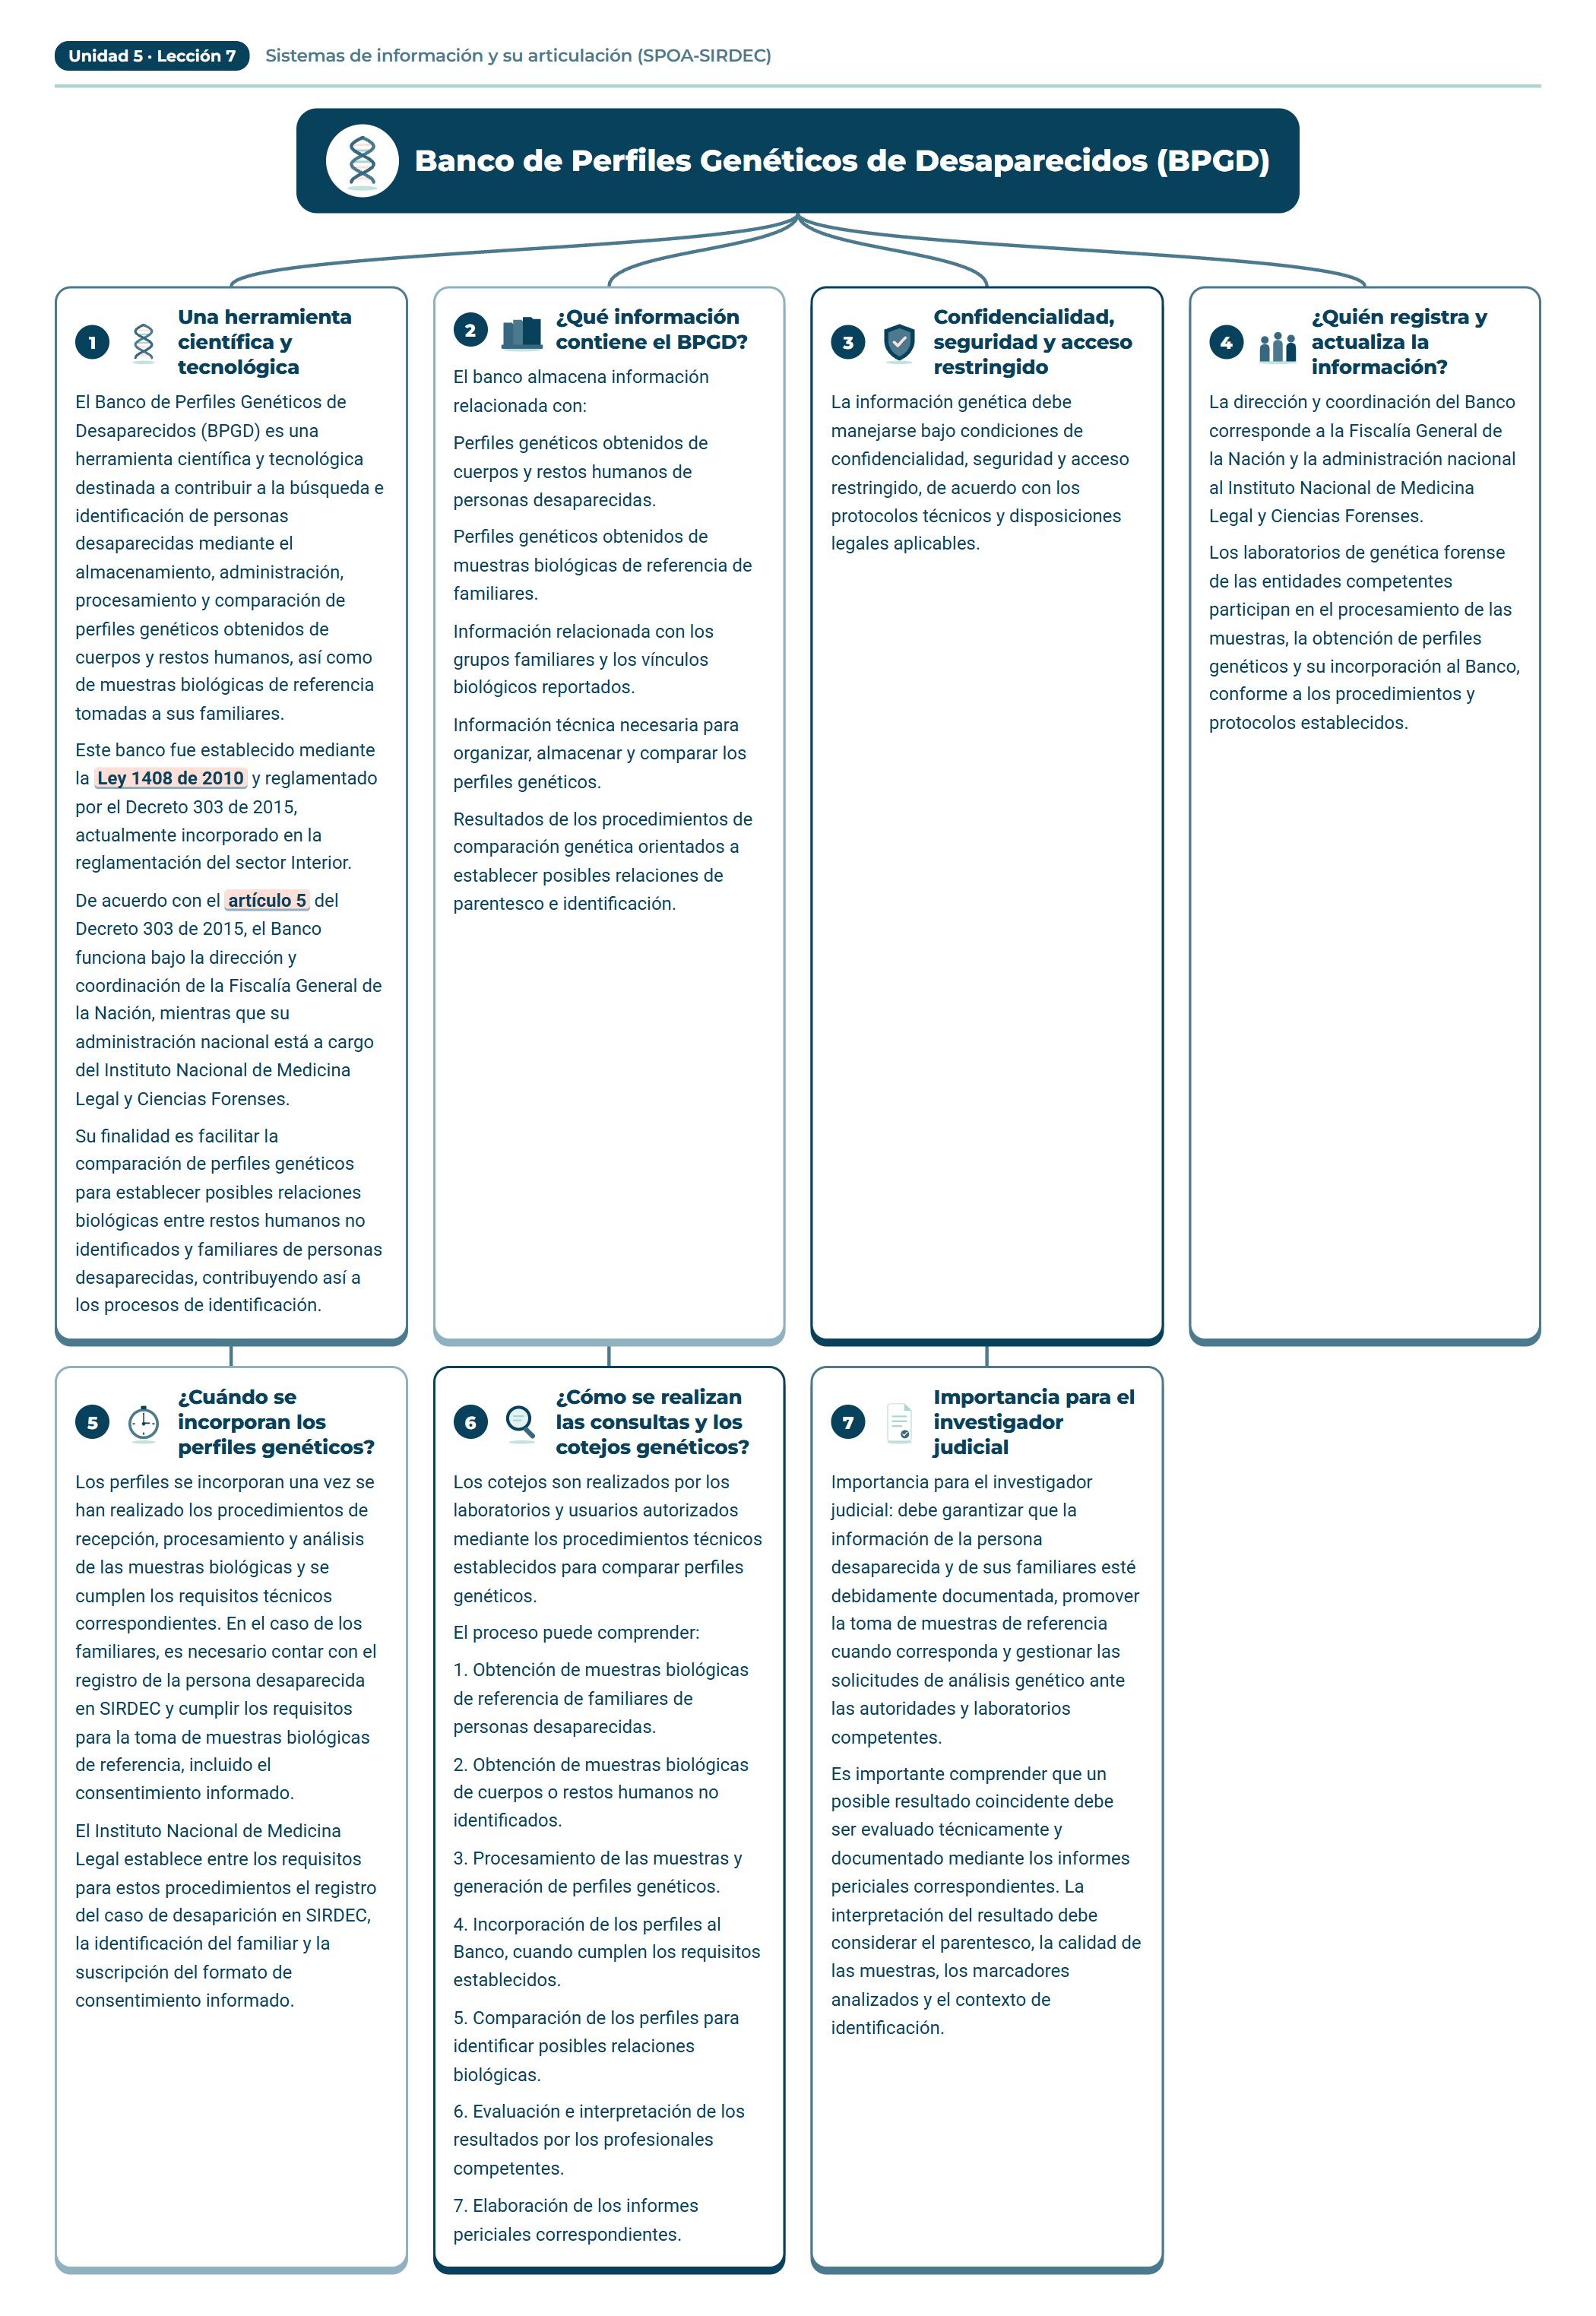 Unidad 5 · Lección 7
Sistemas de información y su articulación (SPOA-SIRDEC)
Banco de Perfiles Genéticos de Desaparecidos (BPGD)
1
Una herramienta
científica y
tecnológica
El Banco de Perfiles Genéticos de
Desaparecidos (BPGD) es una
herramienta científica y tecnológica
destinada a contribuir a la búsqueda e
identificación de personas
desaparecidas mediante el
almacenamiento, administración,
procesamiento y comparación de
perfiles genéticos obtenidos de
cuerpos y restos humanos, así como
de muestras biológicas de referencia
tomadas a sus familiares.
Este banco fue establecido mediante
la Ley 1408 de 2010 y reglamentado
por el Decreto 303 de 2015,
actualmente incorporado en la
reglamentación del sector Interior.
De acuerdo con el artículo 5 del
Decreto 303 de 2015, el Banco
funciona bajo la dirección y
coordinación de la Fiscalía General de
la Nación, mientras que su
administración nacional está a cargo
del Instituto Nacional de Medicina
Legal y Ciencias Forenses.
Su finalidad es facilitar la
comparación de perfiles genéticos
para establecer posibles relaciones
biológicas entre restos humanos no
identificados y familiares de personas
desaparecidas, contribuyendo así a
los procesos de identificación.
2
¿Qué información
contiene el BPGD?
El banco almacena información
relacionada con:
Perfiles genéticos obtenidos de
cuerpos y restos humanos de
personas desaparecidas.
Perfiles genéticos obtenidos de
muestras biológicas de referencia de
familiares.
Información relacionada con los
grupos familiares y los vínculos
biológicos reportados.
Información técnica necesaria para
organizar, almacenar y comparar los
perfiles genéticos.
Resultados de los procedimientos de
comparación genética orientados a
establecer posibles relaciones de
parentesco e identificación.
3
Confidencialidad,
seguridad y acceso
restringido
La información genética debe
manejarse bajo condiciones de
confidencialidad, seguridad y acceso
restringido, de acuerdo con los
protocolos técnicos y disposiciones
legales aplicables.
4
¿Quién registra y
actualiza la
información?
La dirección y coordinación del Banco
corresponde a la Fiscalía General de
la Nación y la administración nacional
al Instituto Nacional de Medicina
Legal y Ciencias Forenses.
Los laboratorios de genética forense
de las entidades competentes
participan en el procesamiento de las
muestras, la obtención de perfiles
genéticos y su incorporación al Banco,
conforme a los procedimientos y
protocolos establecidos.
5
¿Cuándo se
incorporan los
perfiles genéticos?
Los perfiles se incorporan una vez se
han realizado los procedimientos de
recepción, procesamiento y análisis
de las muestras biológicas y se
cumplen los requisitos técnicos
correspondientes. En el caso de los
familiares, es necesario contar con el
registro de la persona desaparecida
en SIRDEC y cumplir los requisitos
para la toma de muestras biológicas
de referencia, incluido el
consentimiento informado.
El Instituto Nacional de Medicina
Legal establece entre los requisitos
para estos procedimientos el registro
del caso de desaparición en SIRDEC,
la identificación del familiar y la
suscripción del formato de
consentimiento informado.
6
¿Cómo se realizan
las consultas y los
cotejos genéticos?
Los cotejos son realizados por los
laboratorios y usuarios autorizados
mediante los procedimientos técnicos
establecidos para comparar perfiles
genéticos.
El proceso puede comprender:
1. Obtención de muestras biológicas
de referencia de familiares de
personas desaparecidas.
2. Obtención de muestras biológicas
de cuerpos o restos humanos no
identificados.
3. Procesamiento de las muestras y
generación de perfiles genéticos.
4. Incorporación de los perfiles al
Banco, cuando cumplen los requisitos
establecidos.
5. Comparación de los perfiles para
identificar posibles relaciones
biológicas.
6. Evaluación e interpretación de los
resultados por los profesionales
competentes.
7. Elaboración de los informes
periciales correspondientes.
7
Importancia para el
investigador
judicial
Importancia para el investigador
judicial: debe garantizar que la
información de la persona
desaparecida y de sus familiares esté
debidamente documentada, promover
la toma de muestras de referencia
cuando corresponda y gestionar las
solicitudes de análisis genético ante
las autoridades y laboratorios
competentes.
Es importante comprender que un
posible resultado coincidente debe
ser evaluado técnicamente y
documentado mediante los informes
periciales correspondientes. La
interpretación del resultado debe
considerar el parentesco, la calidad de
las muestras, los marcadores
analizados y el contexto de
identificación.